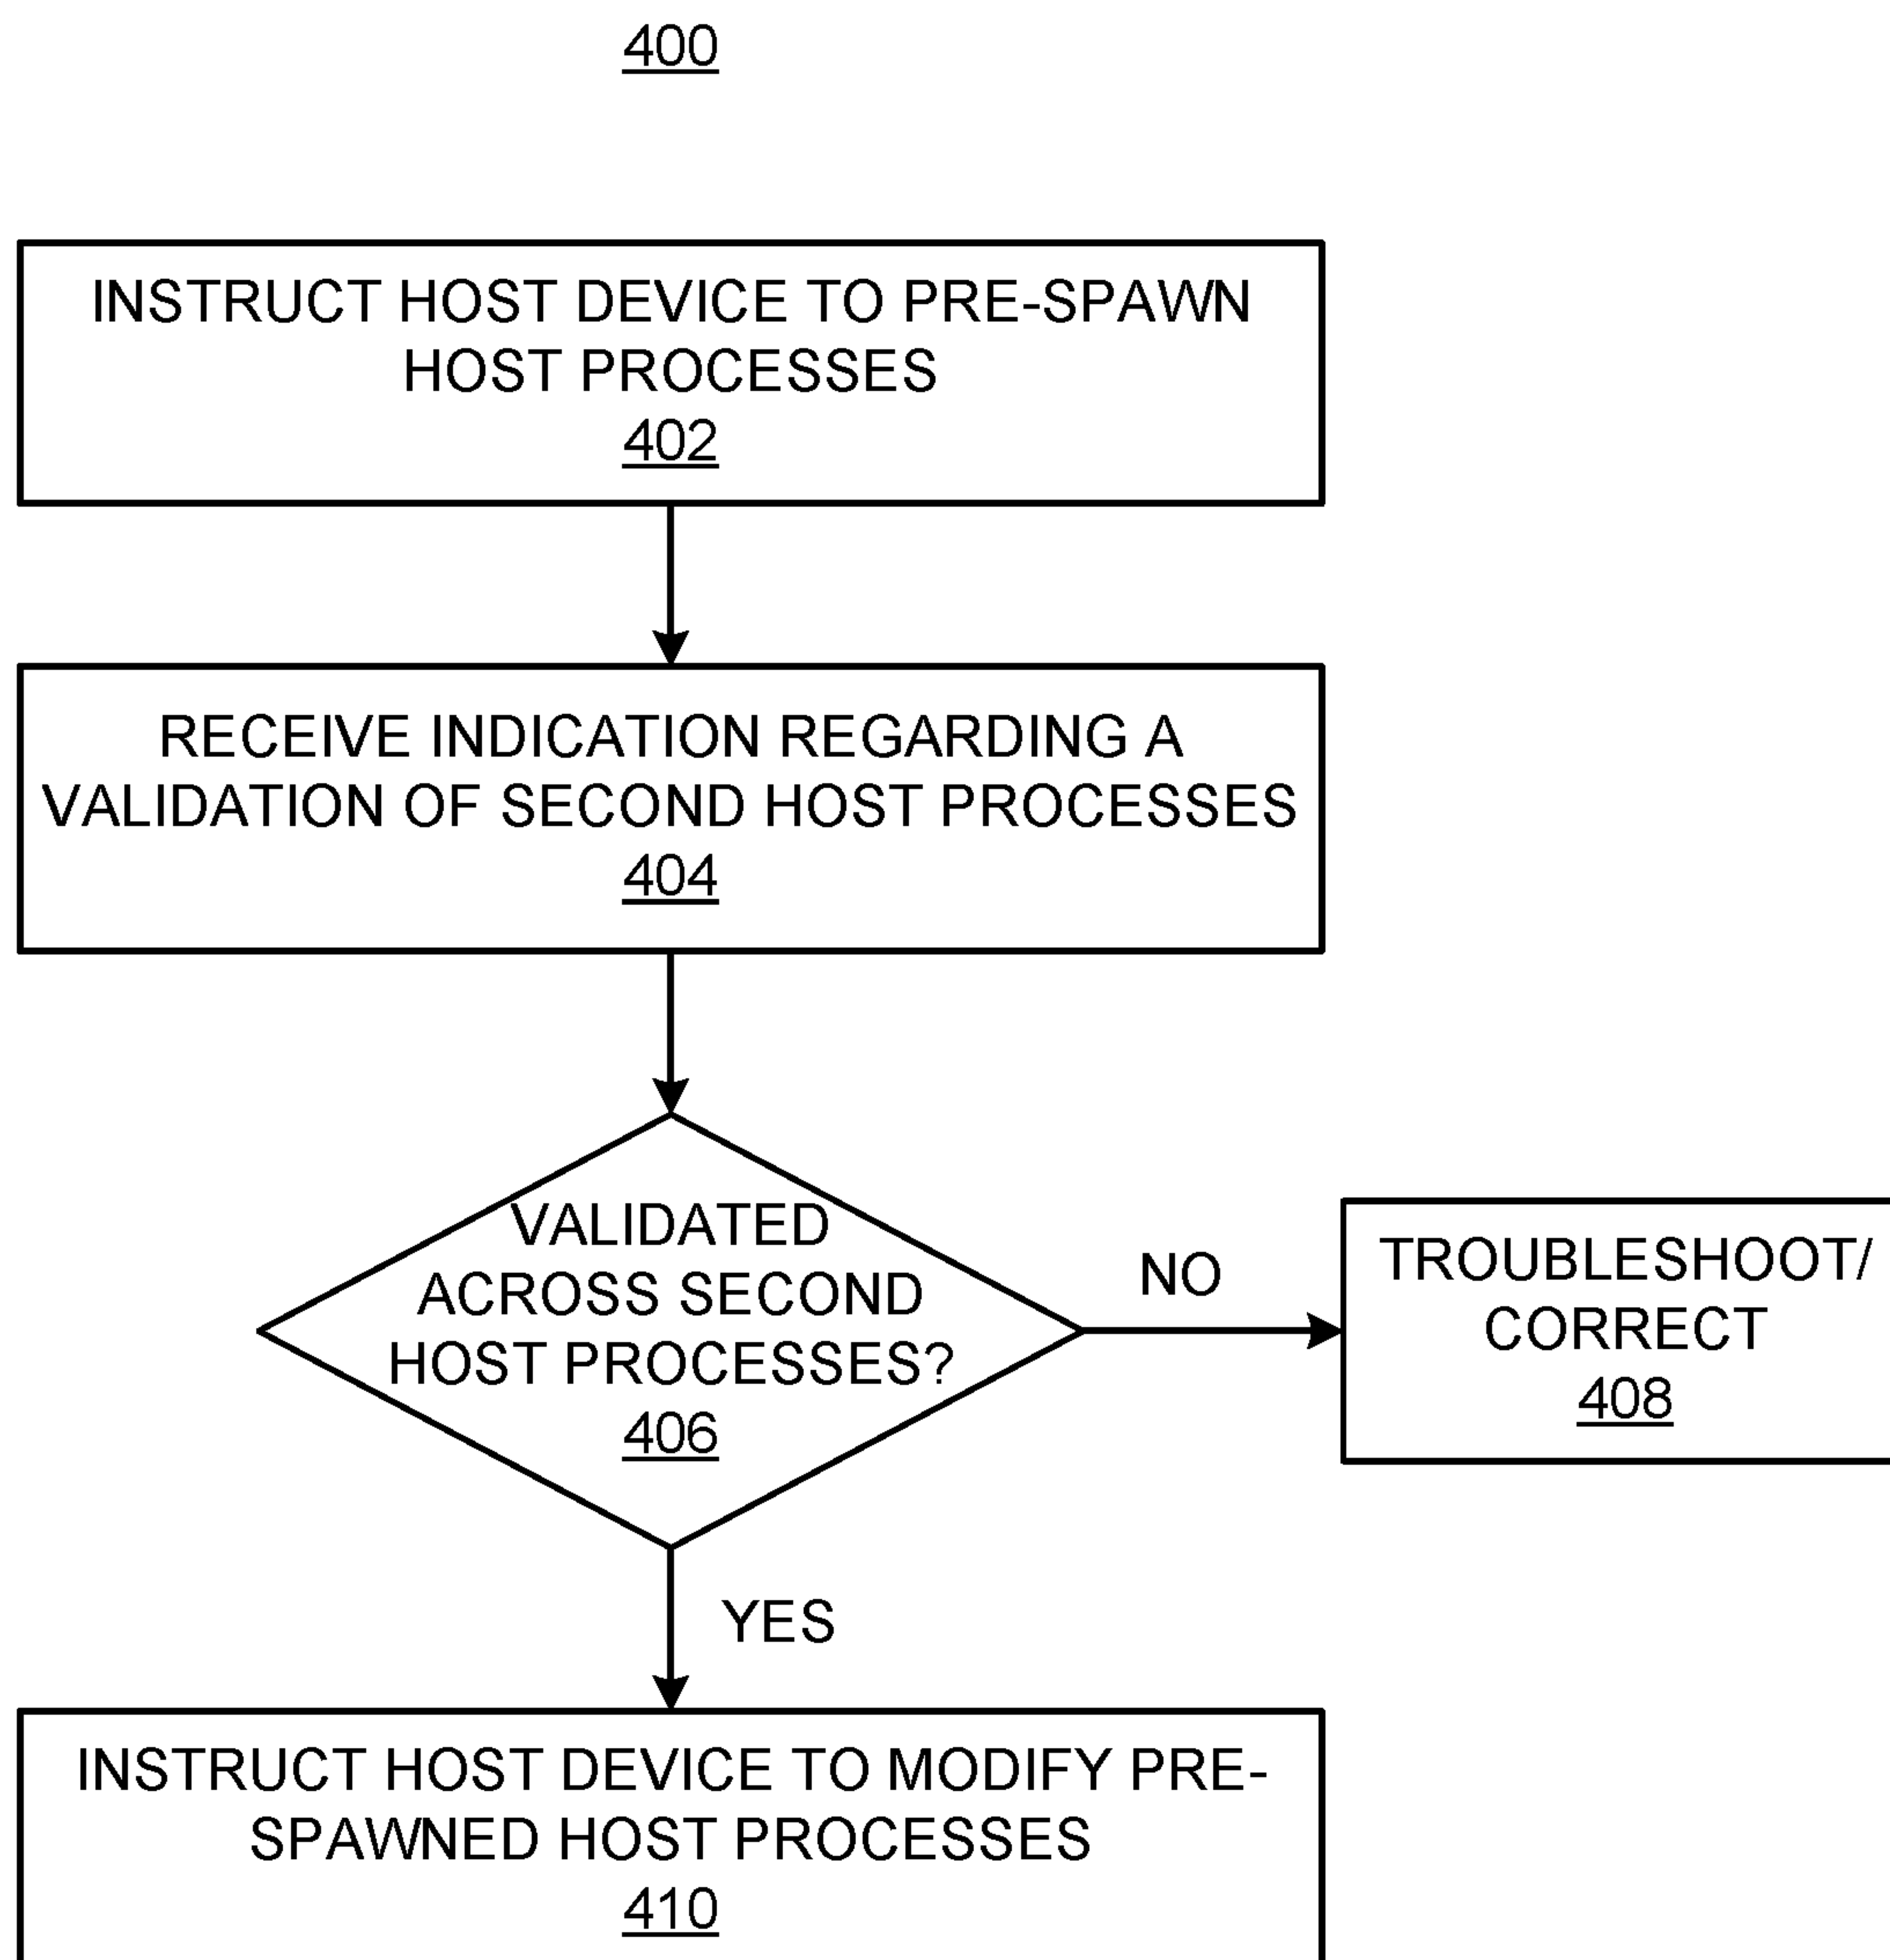 400
INSTRUCT HOST DEVICE TO PRE-SPAWN
HOST PROCESSES
402
RECEIVE INDICATION REGARDING A
VALIDATION OF SECOND HOST PROCESSES
404
VALIDATED
ACROSS SECOND
HOST PROCESSES?
406
NO
TROUBLESHOOT/
CORRECT
408
YES
INSTRUCT HOST DEVICE TO MODIFY PRE-
SPAWNED HOST PROCESSES
410